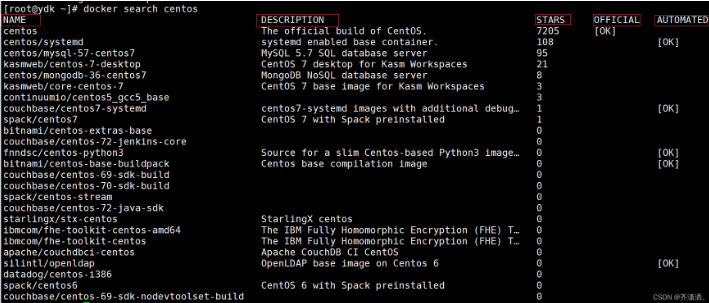 [root@ydk ~]# docker search centos
NAME DESCRIPTION STARS OFFICIAL AUTOMATED
centos The official build of CentOS. 7205 [OK]
centos/systemd systemd enabled base container. 108 [OK]
centos/mysql-57-centos7 MySQL 5.7 SQL database server 95
kasmweb/centos-7-desktop CentOS 7 desktop for Kasm Workspaces 21
centos/mongodb-36-centos7 MongoDB NoSQL database server 8
kasmweb/core-centos-7 CentOS 7 base image for Kasm Workspaces 3
continuumio/centos5_gcc5_base 3
couchbase/centos7-systemd centos7-systemd images with additional debug… 1 [OK]
spack/centos7 CentOS 7 with Spack preinstalled 1
bitnami/centos-extras-base 0
couchbase/centos-72-jenkins-core 0
fnndsc/centos-python3 Source for a slim Centos-based Python3 image… 0 [OK]
bitnami/centos-base-buildpack Centos base compilation image 0 [OK]
couchbase/centos-69-sdk-build 0
couchbase/centos-70-sdk-build 0
spack/centos-stream 0
couchbase/centos-72-java-sdk 0
starlingx/stx-centos StarlingX centos 0
ibmcom/fhe-toolkit-centos-amd64 The IBM Fully Homomorphic Encryption (FHE) T… 0
ibmcom/fhe-toolkit-centos The IBM Fully Homomorphic Encryption (FHE) T… 0
apache/couchdbci-centos Apache CouchDB CI CentOS 0
silintl/openldap OpenLDAP base image on Centos 6 0 [OK]
datadog/centos-i386 0
spack/centos6 CentOS 6 with Spack preinstalled 0
couchbase/centos-69-sdk-nodevtoolset-build 0
CSDN @齐潇洒。